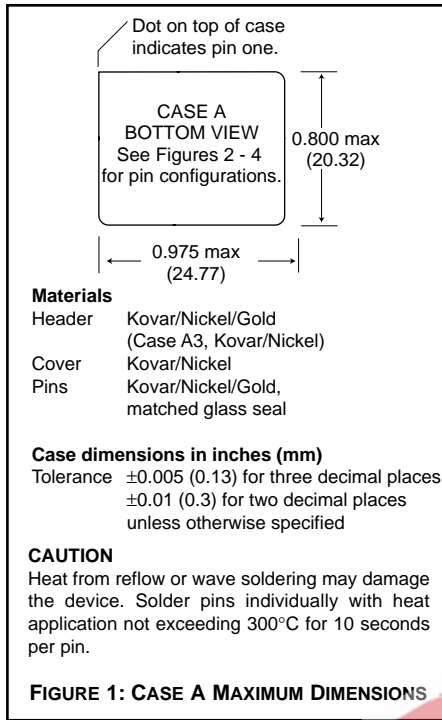 Dot on top of case
indicates pin one.
CASE A
BOTTOM VIEW
See Figures 2 - 4
for pin configurations.
0.800 max
(20.32)
0.975 max
(24.77)
Materials
Header Kovar/Nickel/Gold
(Case A3, Kovar/Nickel)
Cover Kovar/Nickel
Pins Kovar/Nickel/Gold,
matched glass seal
Case dimensions in inches (mm)
Tolerance ±0.005 (0.13) for three decimal places
±0.01 (0.3) for two decimal places
unless otherwise specified
CAUTION
Heat from reflow or wave soldering may damage
the device. Solder pins individually with heat
application not exceeding 300°C for 10 seconds
per pin.
FIGURE 1: CASE A MAXIMUM DIMENSIONS